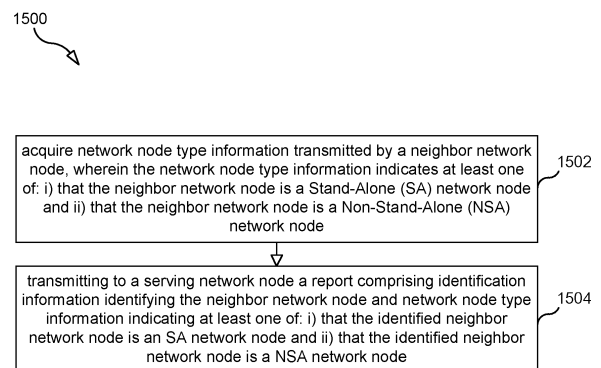 1500
acquire network node type information transmitted by a neighbor network
node, wherein the network node type information indicates at least one
of: i) that the neighbor network node is a Stand-Alone (SA) network node
and ii) that the neighbor network node is a Non-Stand-Alone (NSA)
network node
1502
transmitting to a serving network node a report comprising identification
information identifying the neighbor network node and network node type
information indicating at least one of: i) that the identified neighbor
network node is an SA network node and ii) that the identified neighbor
network node is a NSA network node
1504